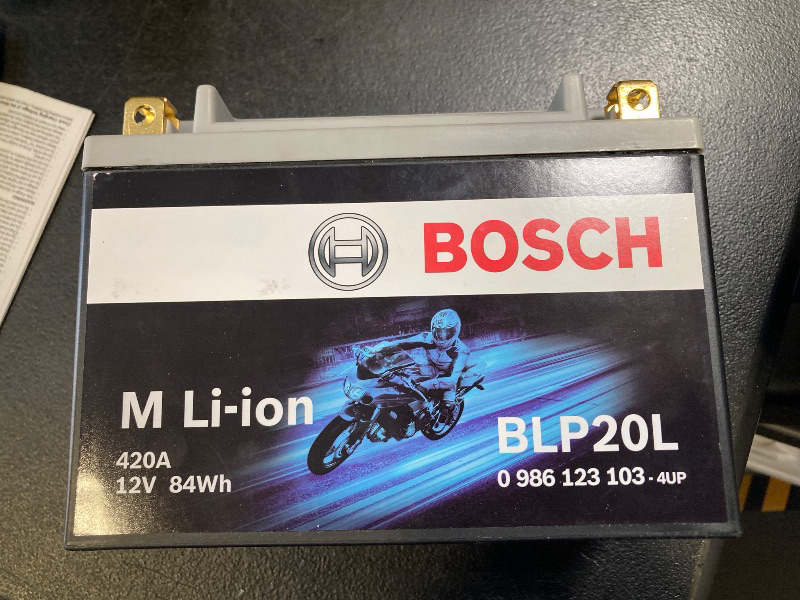 BOSCH
M Li-ion
420A
12V 84Wh
BLP20L
0 986 123 103 - 4UP